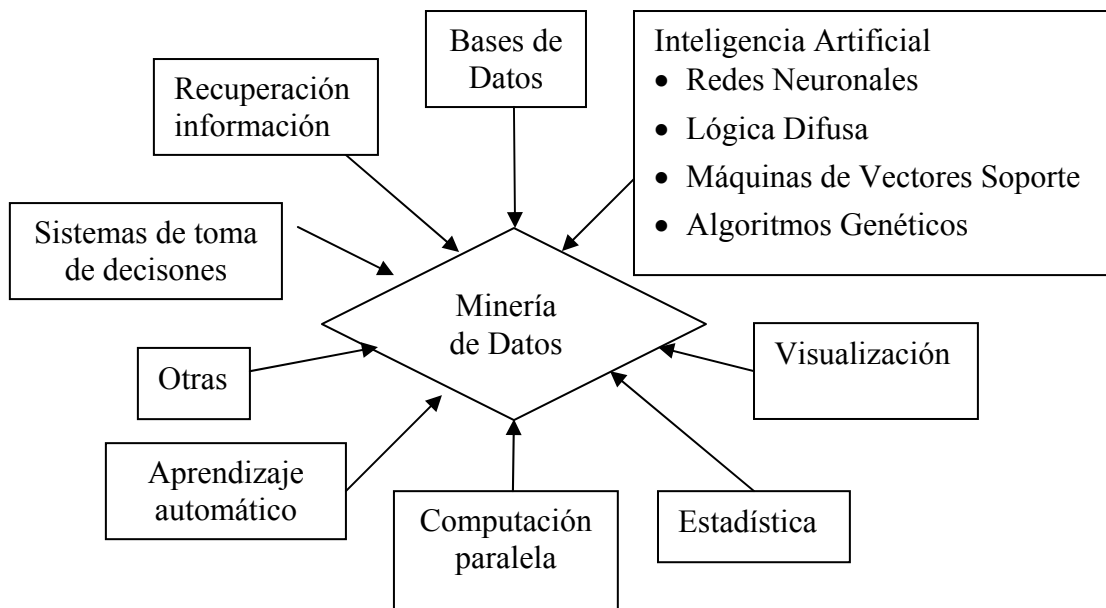 Bases de
Datos
Inteligencia Artificial
• Redes Neuronales
• Lógica Difusa
• Máquinas de Vectores Soporte
• Algoritmos Genéticos
Recuperación
información
Sistemas de toma
de decisones
Minería
de Datos
Visualización
Otras
Aprendizaje
automático
Computación
paralela
Estadística